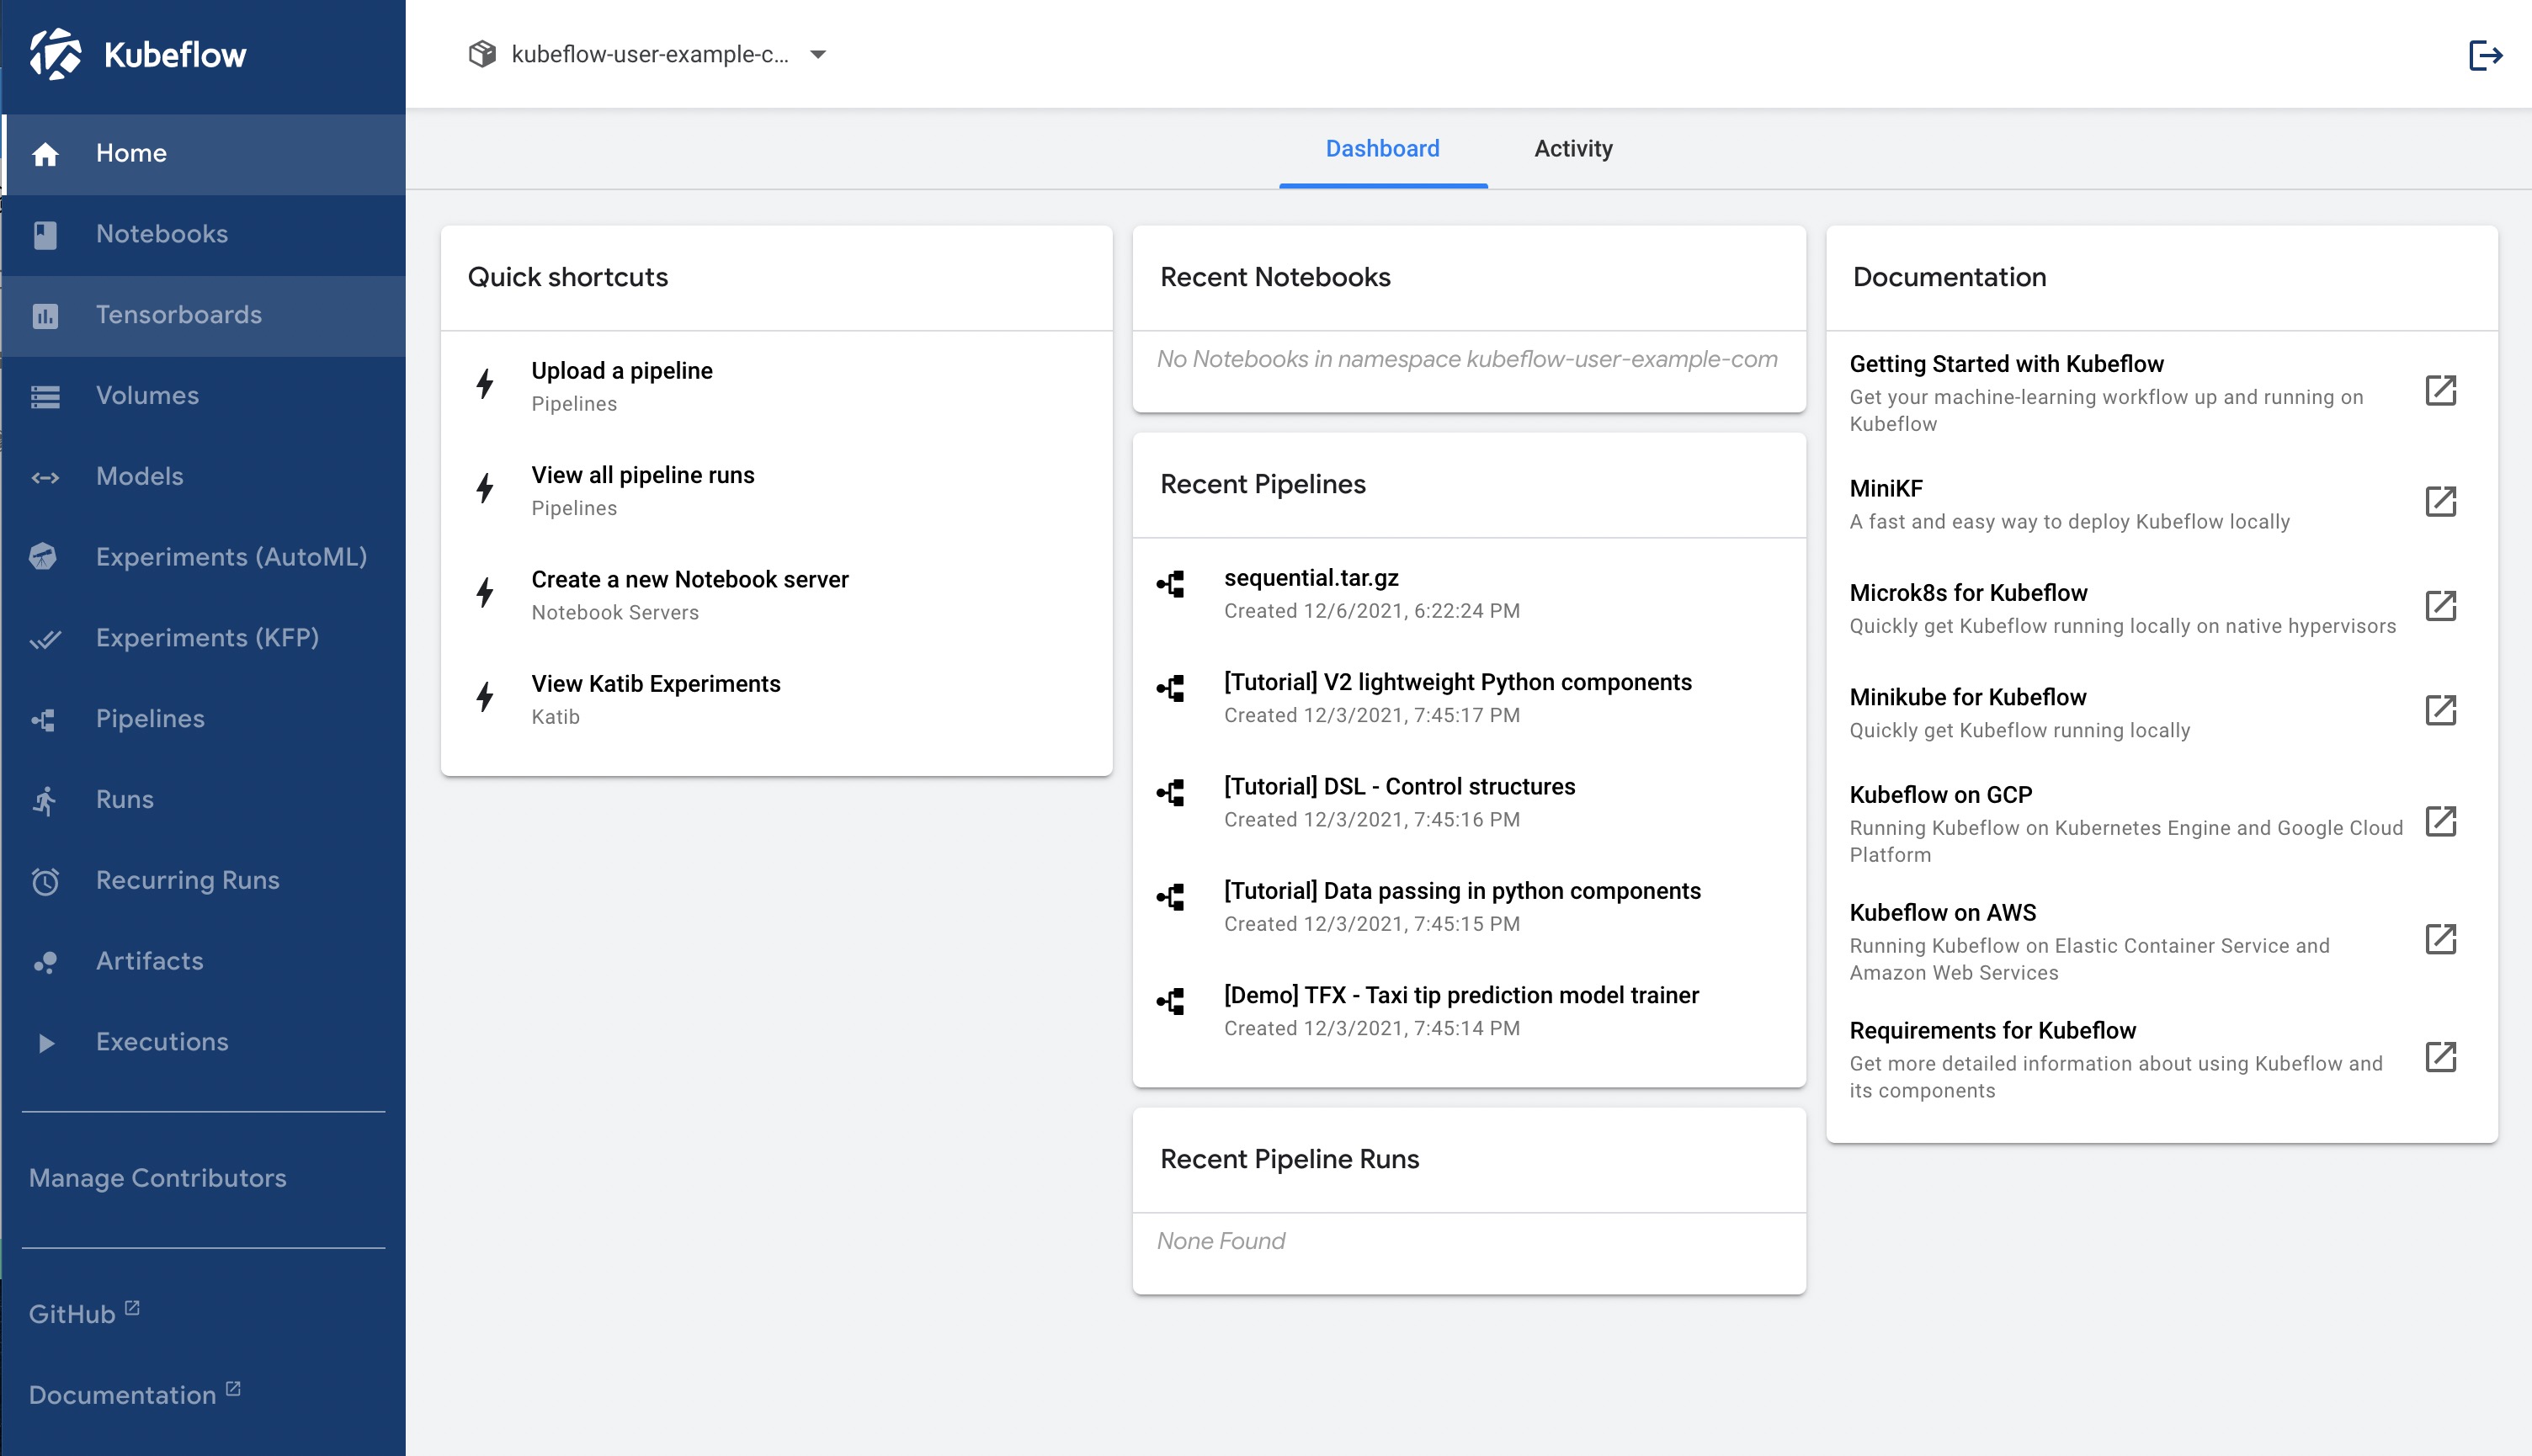 Kubeflow
Home
Notebooks
Tensorboards
Volumes
Models
Experiments (AutoML)
Experiments (KFP)
Pipelines
Runs
Recurring Runs
Artifacts
Executions
Manage Contributors
GitHub
Documentation
kubeflow-user-example-c...
Dashboard
Activity
Quick shortcuts
Upload a pipeline
Pipelines
View all pipeline runs
Pipelines
Create a new Notebook server
Notebook Servers
View Katib Experiments
Katib
Recent Notebooks
No Notebooks in namespace kubeflow-user-example-com
Recent Pipelines
sequential.tar.gz
Created 12/6/2021, 6:22:24 PM
[Tutorial] V2 lightweight Python components
Created 12/3/2021, 7:45:17 PM
[Tutorial] DSL - Control structures
Created 12/3/2021, 7:45:16 PM
[Tutorial] Data passing in python components
Created 12/3/2021, 7:45:15 PM
[Demo] TFX - Taxi tip prediction model trainer
Created 12/3/2021, 7:45:14 PM
Recent Pipeline Runs
None Found
Documentation
Getting Started with Kubeflow
Get your machine-learning workflow up and running on
Kubeflow
MiniKF
A fast and easy way to deploy Kubeflow locally
Microk8s for Kubeflow
Quickly get Kubeflow running locally on native hypervisors
Minikube for Kubeflow
Quickly get Kubeflow running locally
Kubeflow on GCP
Running Kubeflow on Kubernetes Engine and Google Cloud
Platform
Kubeflow on AWS
Running Kubeflow on Elastic Container Service and
Amazon Web Services
Requirements for Kubeflow
Get more detailed information about using Kubeflow and
its components